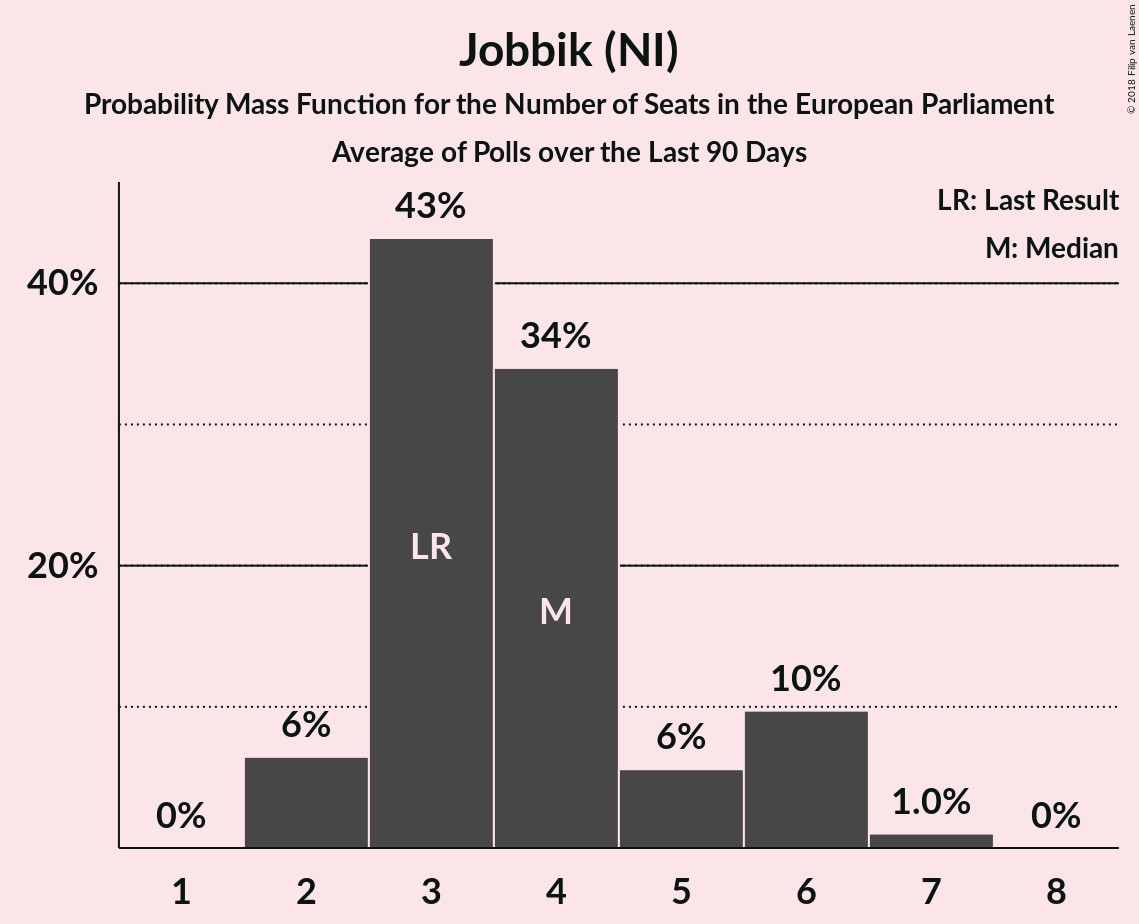 Jobbik (NI)
Probability Mass Function for the Number of Seats in the European Parliament
Average of Polls over the Last 90 Days
© 2018 Filip van Laenen
LR: Last Result
M: Median
43%
40%
34%
LR
20%
M
10%
6%
6%
1.0%
0%
0%
1 2 3 4 5 6 7 8